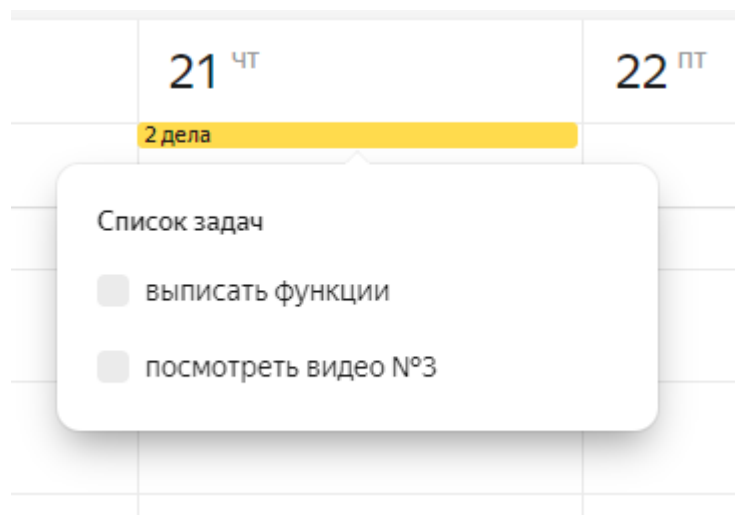 21 чт
22 пт
2 дела
Список задач
выписать функции
посмотреть видео №3